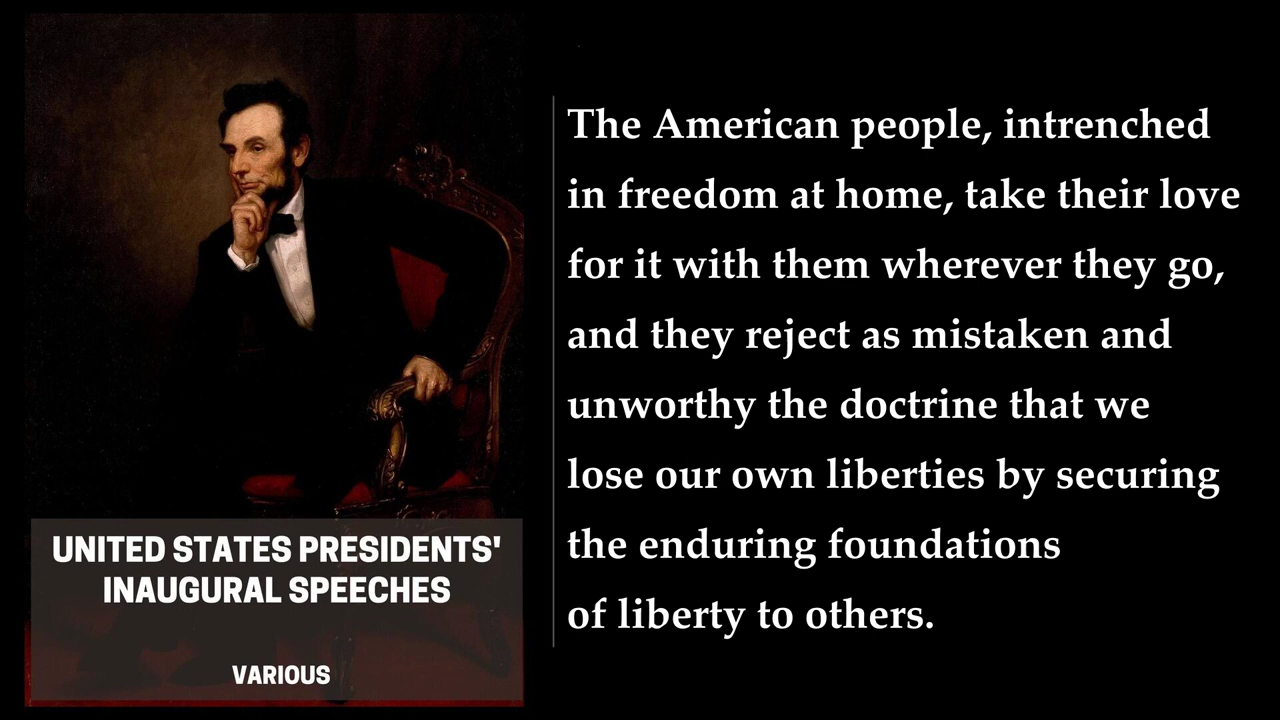 UNITED STATES PRESIDENTS'
INAUGURAL SPEECHES
VARIOUS
The American people, intrenched
in freedom at home, take their love
for it with them wherever they go,
and they reject as mistaken and
unworthy the doctrine that we
lose our own liberties by securing
the enduring foundations
of liberty to others.